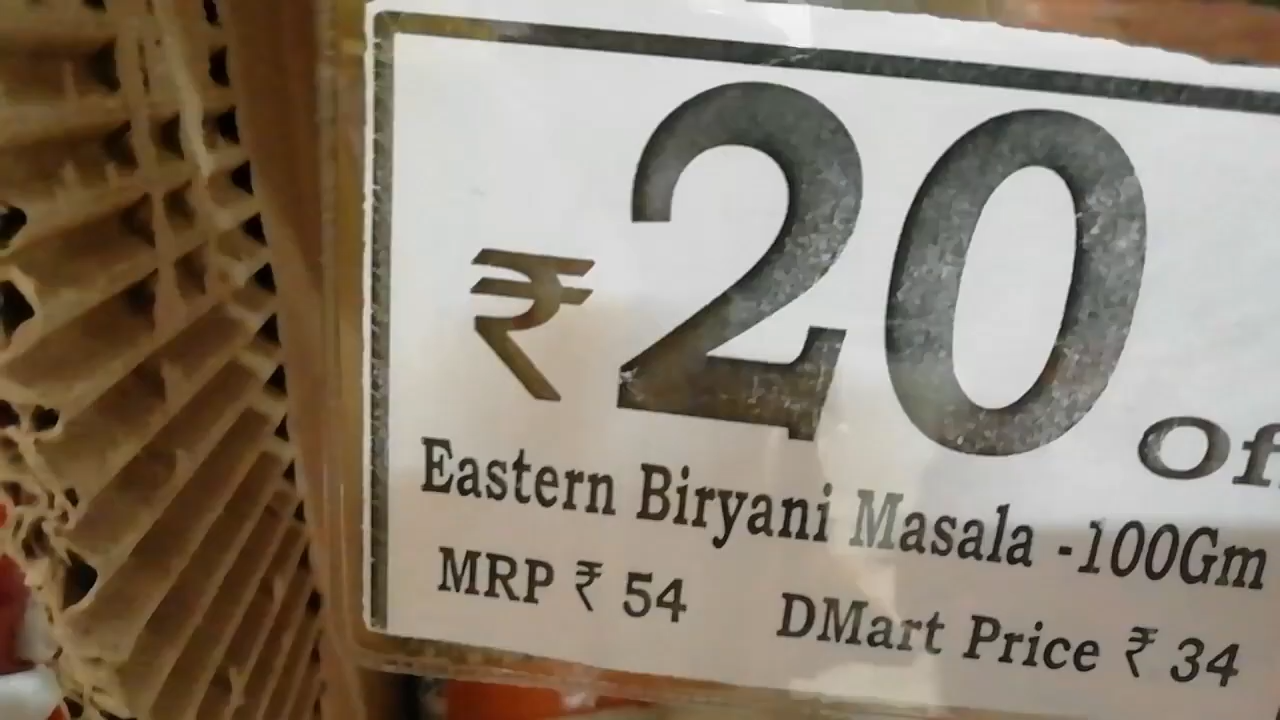 ₹ 20 Of
Eastern Biryani Masala -100Gm
MRP ₹ 54 DMart Price ₹ 34